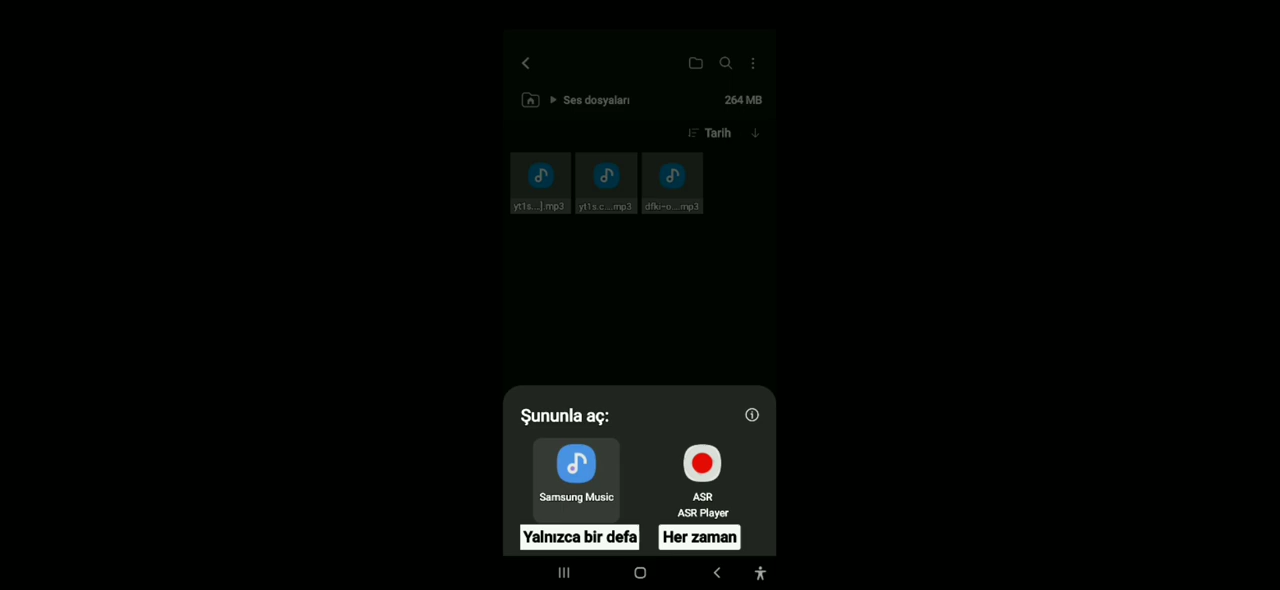 Ses dosyaları 264 MB
Tarih
yt1s....].mp3 yt1s.c....mp3 dfki-o....mp3
Şununla aç:
Samsung Music ASR
ASR Player
Yalnızca bir defa Her zaman